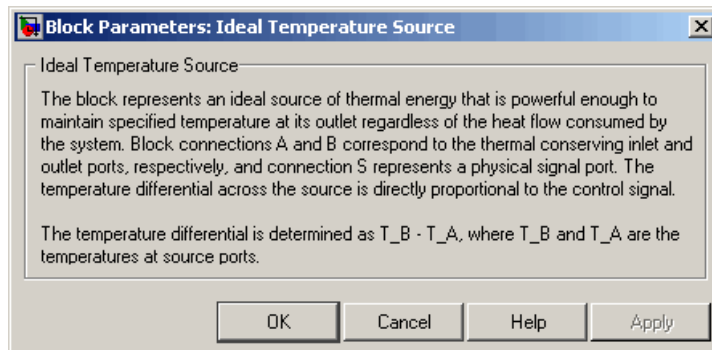 Block Parameters: Ideal Temperature Source
Ideal Temperature Source
The block represents an ideal source of thermal energy that is powerful enough to
maintain specified temperature at its outlet regardless of the heat flow consumed by
the system. Block connections A and B correspond to the thermal conserving inlet and
outlet ports, respectively, and connection S represents a physical signal port. The
temperature differential across the source is directly proportional to the control signal.
The temperature differential is determined as T_B - T_A, where T_B and T_A are the
temperatures at source ports.
OK
Cancel
Help
Apply